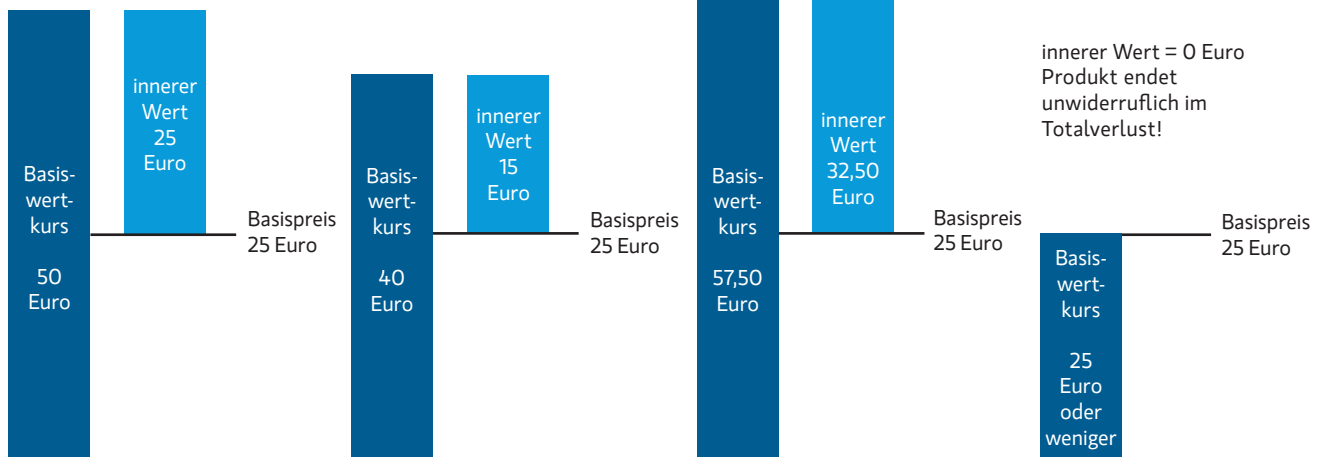 Basis-
wert-
kurs
50
Euro
innerer
Wert
25
Euro
Basispreis
25 Euro
Basis-
wert-
kurs
40
Euro
innerer
Wert
15
Euro
Basispreis
25 Euro
Basis-
wert-
kurs
57,50
Euro
innerer
Wert
32,50
Euro
Basispreis
25 Euro
innerer Wert = 0 Euro
Produkt endet
unwiderruflich im
Totalverlust!
Basis-
wert-
kurs
25
Euro
oder
weniger
Basispreis
25 Euro